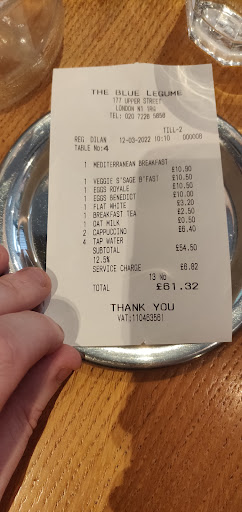 THE BLUE LEGUME
177 UPPER STREET
LONDON N1 1RG
TEL: 020 7226 5858
TILL-2
REG DILAN 12-03-2022 10:10 000000
TABLE No:4
1 MEDITERRANEAN BREAKFAST
£10.90
1 VEGGIE S'SAGE B'FAST £10.50
1 EGGS ROYALE £10.50
1 EGGS BENEDICT £10.00
1 FLAT WHITE £3.20
1 BREAKFAST TEA £2.50
1 OAT MILK £0.50
2 CAPPUCCINO £6.40
4 TAP WATER
SUBTOTAL £54.50
12.5%
SERVICE CHARGE £6.82
13 No
TOTAL £61.32
THANK YOU
VAT:110463561